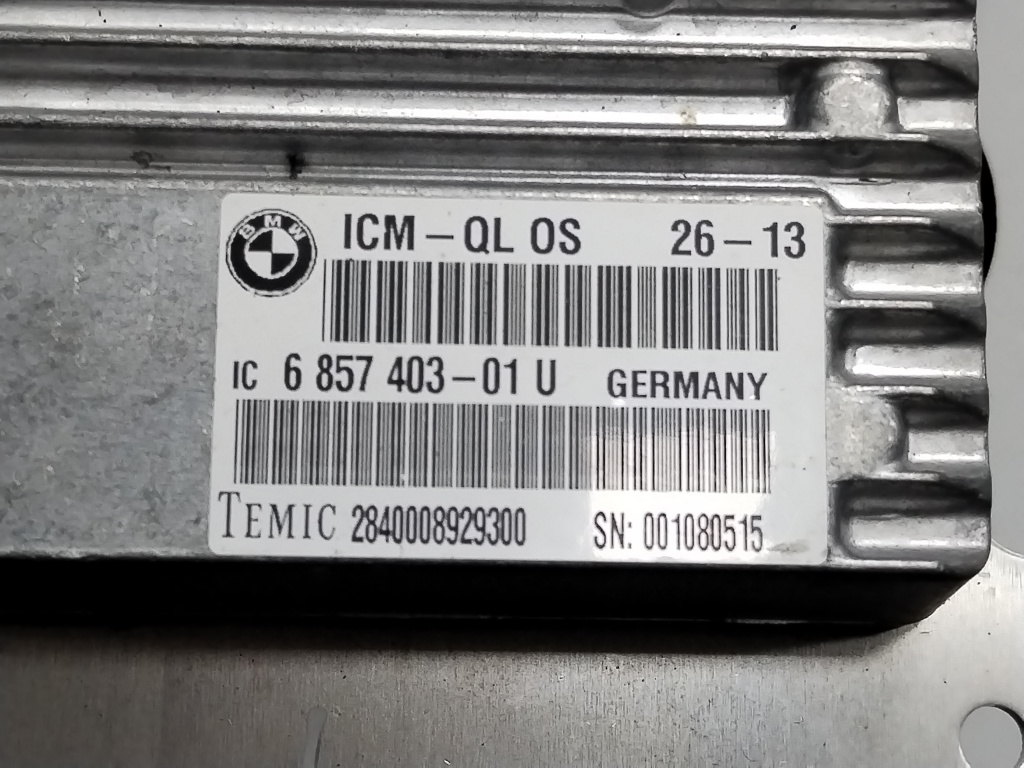 BMW
ICM – QL OS 26 – 13
IC 6 857 403 – 01 U GERMANY
TEMIC 2840008929300 SN: 001080515